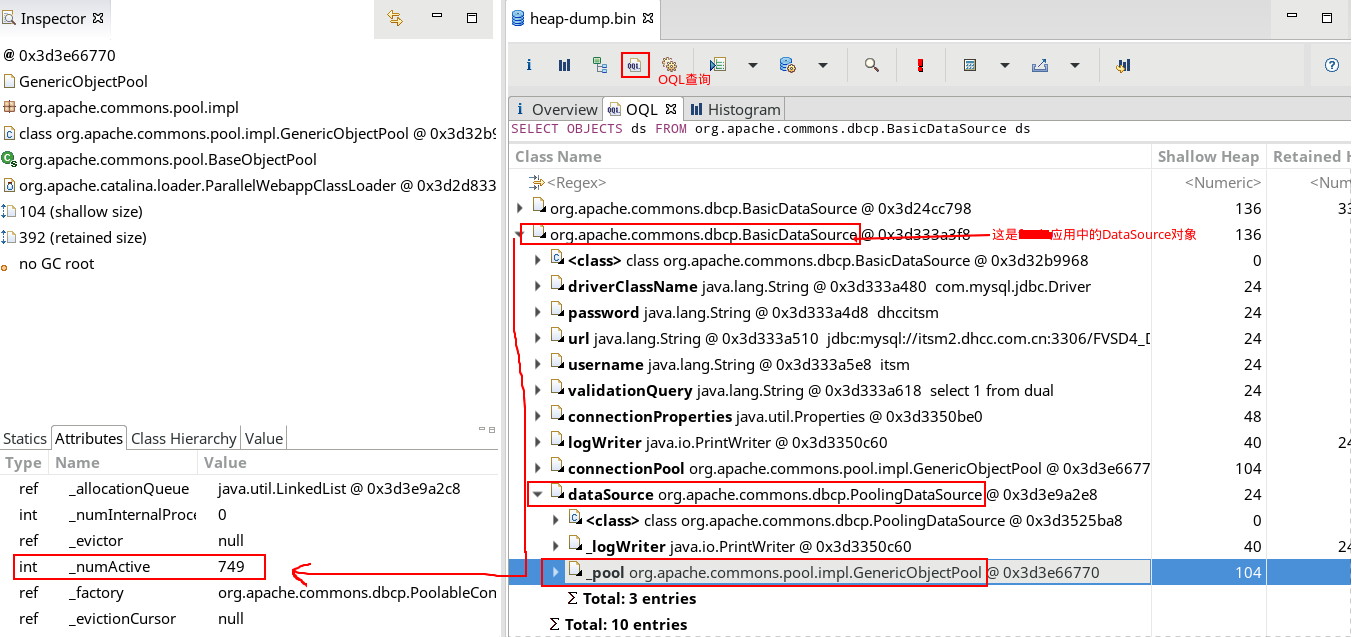 Inspector
@ 0x3d3e66770
GenericObjectPool
org.apache.commons.pool.impl
class org.apache.commons.pool.impl.GenericObjectPool @ 0x3d32b9
org.apache.commons.pool.BaseObjectPool
org.apache.catalina.loader.ParallelWebappClassLoader @ 0x3d2d833
104 (shallow size)
392 (retained size)
no GC root
Statics Attributes Class Hierarchy Value
Type Name Value
ref _allocationQueue java.util.LinkedList @ 0x3d3e9a2c8
int _numInternalProce 0
ref _evictor null
int _numActive 749
ref _factory org.apache.commons.dbcp.PoolableCon
ref _evictionCursor null
heap-dump.bin
OQL查询
Overview OQL Histogram
SELECT OBJECTS ds FROM org.apache.commons.dbcp.BasicDataSource ds
Class Name Shallow Heap Retained H
<Regex> <Numeric> <Num
org.apache.commons.dbcp.BasicDataSource @ 0x3d24cc798 136 33
org.apache.commons.dbcp.BasicDataSource @ 0x3d333a3f8 这是 应用中的DataSource对象 136
<class> class org.apache.commons.dbcp.BasicDataSource @ 0x3d32b9968 0
driverClassName java.lang.String @ 0x3d333a480 com.mysql.jdbc.Driver 24
password java.lang.String @ 0x3d333a4d8 dhccitsm 24
url java.lang.String @ 0x3d333a510 jdbc:mysql://itsm2.dhcc.com.cn:3306/FVSD4_D 24
username java.lang.String @ 0x3d333a5e8 itsm 24
validationQuery java.lang.String @ 0x3d333a618 select 1 from dual 24
connectionProperties java.util.Properties @ 0x3d3350be0 48
logWriter java.io.PrintWriter @ 0x3d3350c60 40 24
connectionPool org.apache.commons.pool.impl.GenericObjectPool @ 0x3d3e6677 104
dataSource org.apache.commons.dbcp.PoolingDataSource @ 0x3d3e9a2e8 24
<class> class org.apache.commons.dbcp.PoolingDataSource @ 0x3d3525ba8 0
_logWriter java.io.PrintWriter @ 0x3d3350c60 40 24
_pool org.apache.commons.pool.impl.GenericObjectPool @ 0x3d3e66770 104
Total: 3 entries
Total: 10 entries